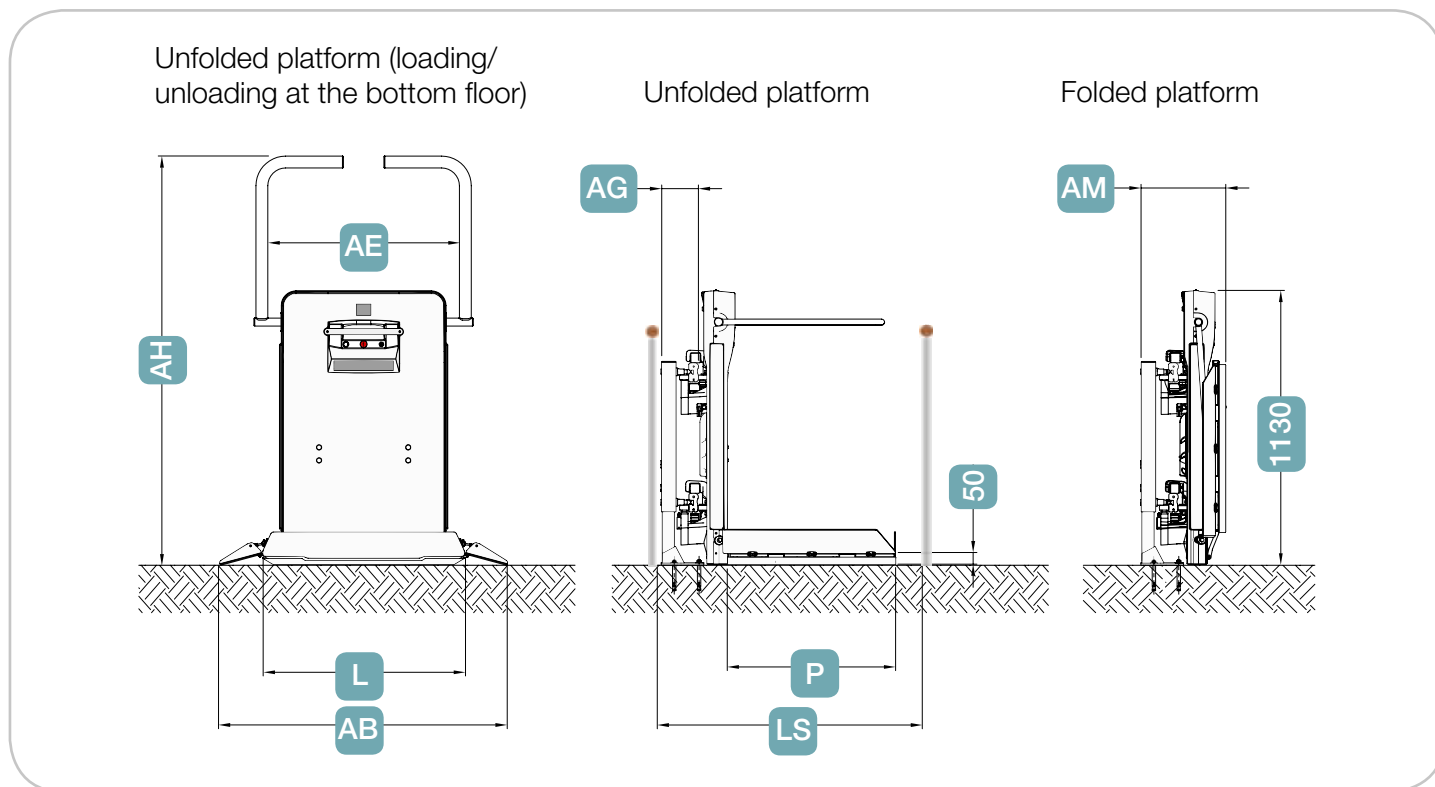 Unfolded platform (loading/
unloading at the bottom floor)
Unfolded platform
Folded platform
AG
AM
AE
AH
1130
50
L
P
AB
LS